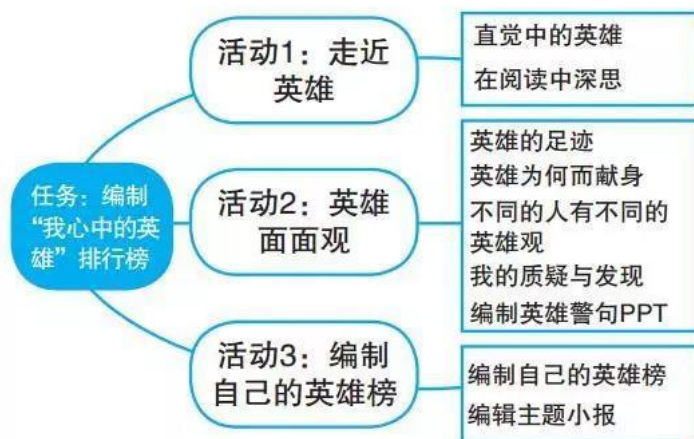 任务：编制
“我心中的英
雄”排行榜
活动1：走近
英雄
直觉中的英雄
在阅读中深思
活动2：英雄
面面观
英雄的足迹
英雄为何而献身
不同的人有不同的
英雄观
我的质疑与发现
编制英雄警句PPT
活动3：编制
自己的英雄榜
编制自己的英雄榜
编辑主题小报